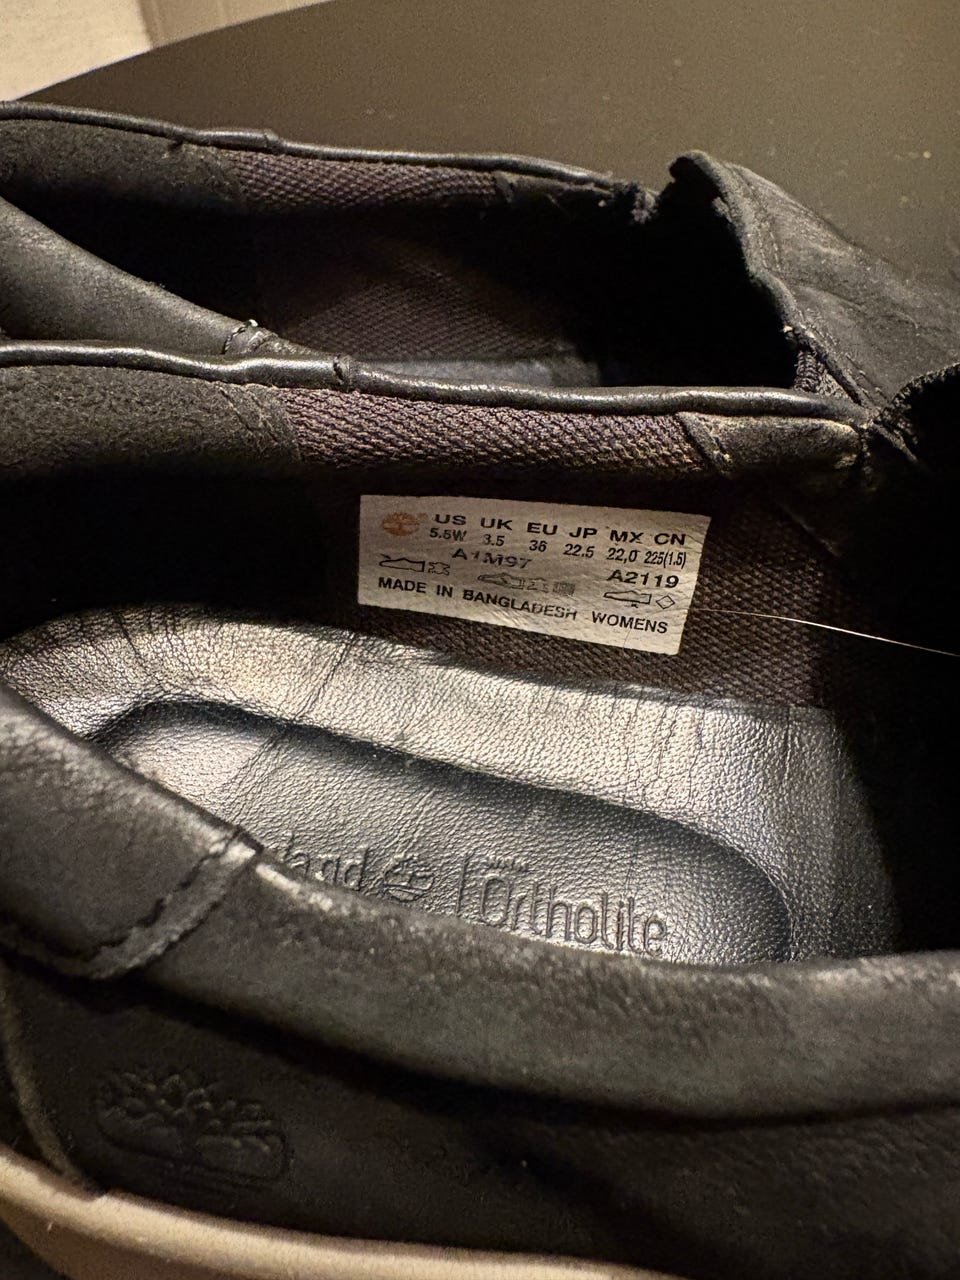 US UK EU JP MX CN
5.5W 3.5 36 22.5 22,0 225(1.5)
A1M97 A2119
MADE IN BANGLADESH WOMENS
Ortholite